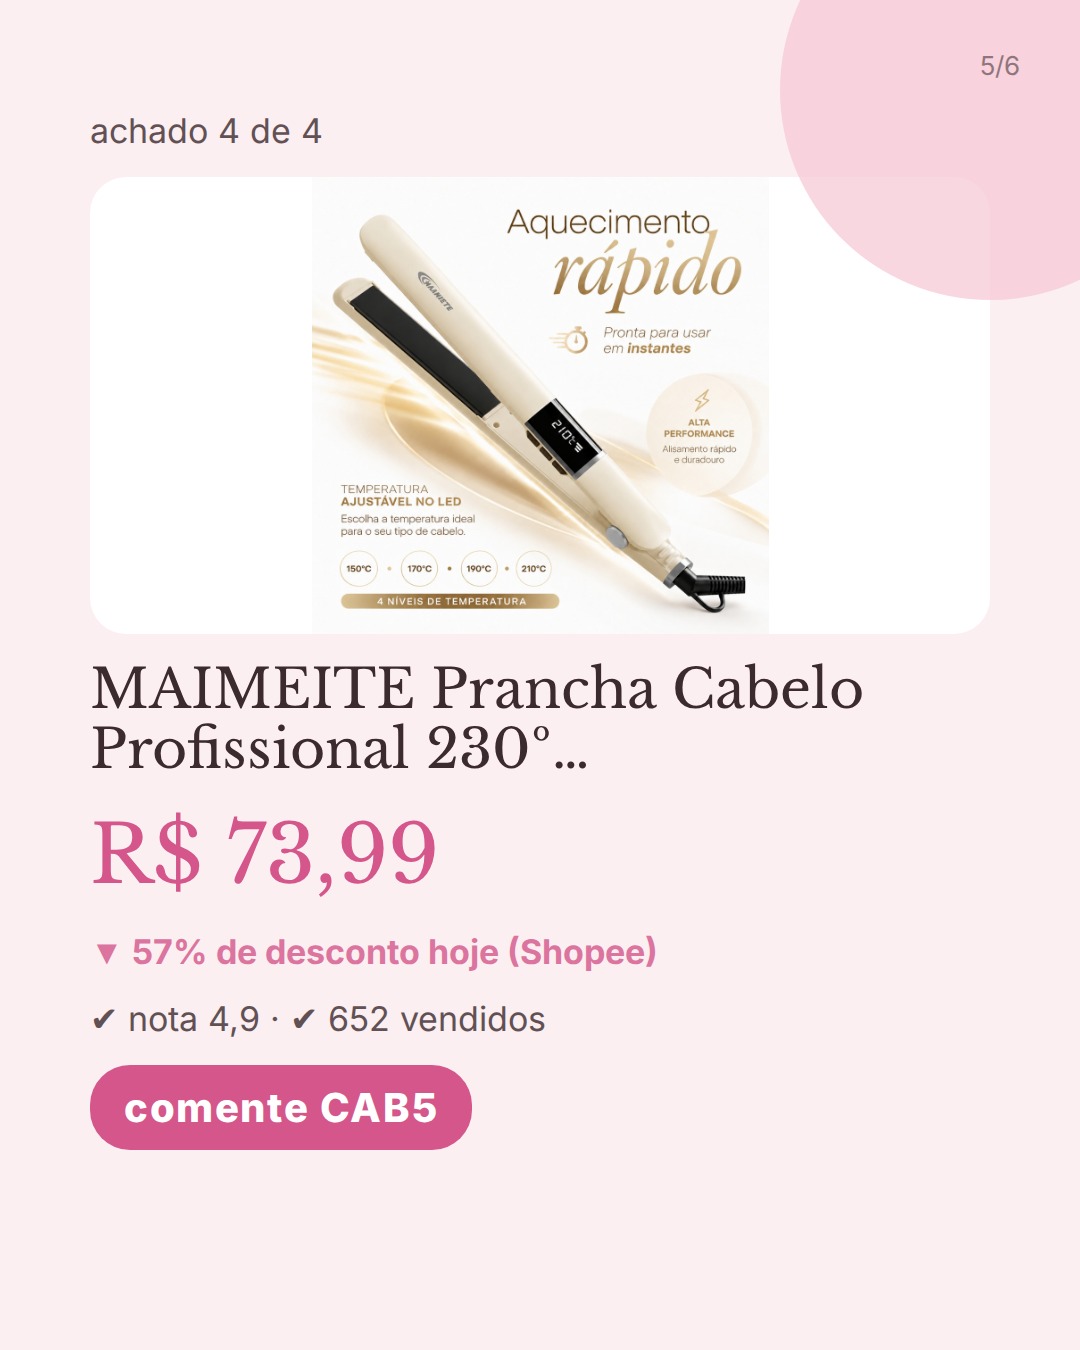 5/6
achado 4 de 4
Aquecimento
rápido
Pronta para usar
em instantes
ALTA
PERFORMANCE
Alisamento rápido
e duradouro
210°C
TEMPERATURA
AJUSTÁVEL NO LED
Escolha a temperatura ideal
para o seu tipo de cabelo.
150°C • 170°C • 190°C • 210°C
4 NÍVEIS DE TEMPERATURA
MAIMEITE Prancha Cabelo
Profissional 230°...
R$ 73,99
▼ 57% de desconto hoje (Shopee)
✔ nota 4,9 · ✔ 652 vendidos
comente CAB5